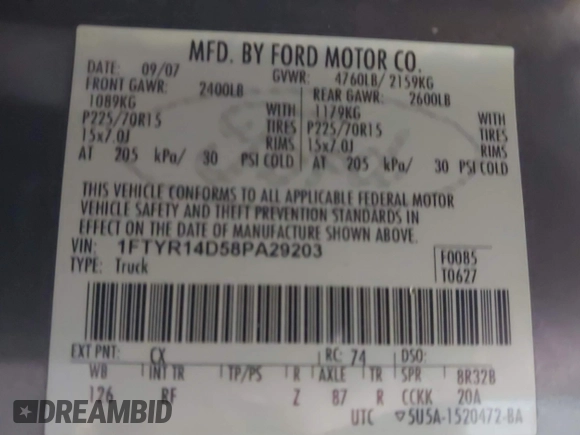 MFD. BY FORD MOTOR CO.
DATE: 09/07 GVWR: 4760LB/ 2159KG
FRONT GAWR: 2400LB REAR GAWR: 2600LB
1089KG WITH 1179KG WITH
P225/70R15 TIRES P225/70R15 TIRES
15x7.0J RIMS 15x7.0J RIMS
AT 205 kPa/ 30 PSI COLD AT 205 kPa/ 30 PSI COLD
THIS VEHICLE CONFORMS TO ALL APPLICABLE FEDERAL MOTOR
VEHICLE SAFETY AND THEFT PREVENTION STANDARDS IN
EFFECT ON THE DATE OF MANUFACTURE SHOWN ABOVE.
VIN: 1FTYR14D58PA29203 F0085
TYPE: Truck T0627
EXT PNT: CX RC: 74 DSO:
WB INT TR TP/PS R AXLE TR SPR 8R32B
126 RF Z 87 R CCKK 20A
UTC 5U5A-1520472-BA
DREAMBID